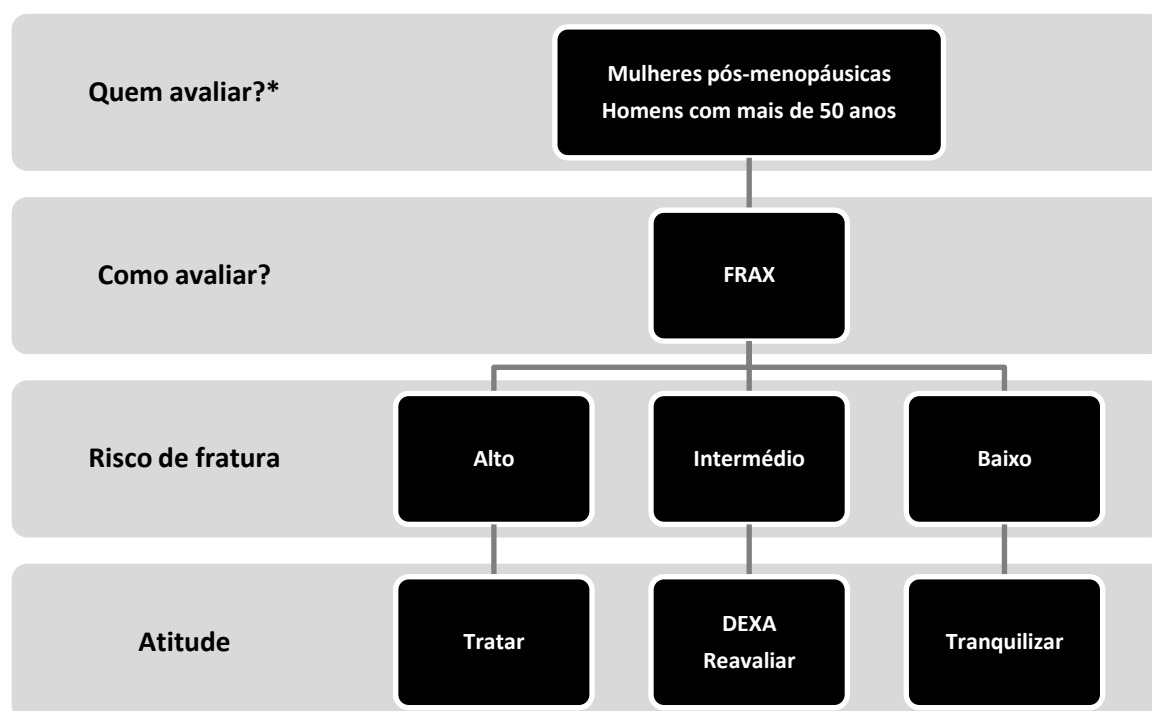 Quem avaliar?*
Mulheres pós-menopáusicas
Homens com mais de 50 anos
Como avaliar?
FRAX
Risco de fratura
Alto
Intermédio
Baixo
Atitude
Tratar
DEXA
Reavaliar
Tranquilizar